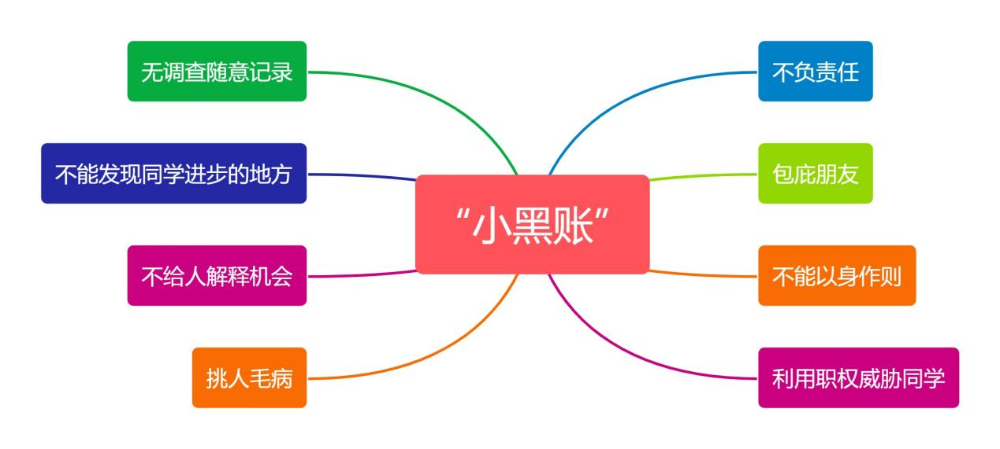 无调查随意记录
不能发现同学进步的地方
不给人解释机会
挑人毛病
“小黑账”
不负责任
包庇朋友
不能以身作则
利用职权威胁同学